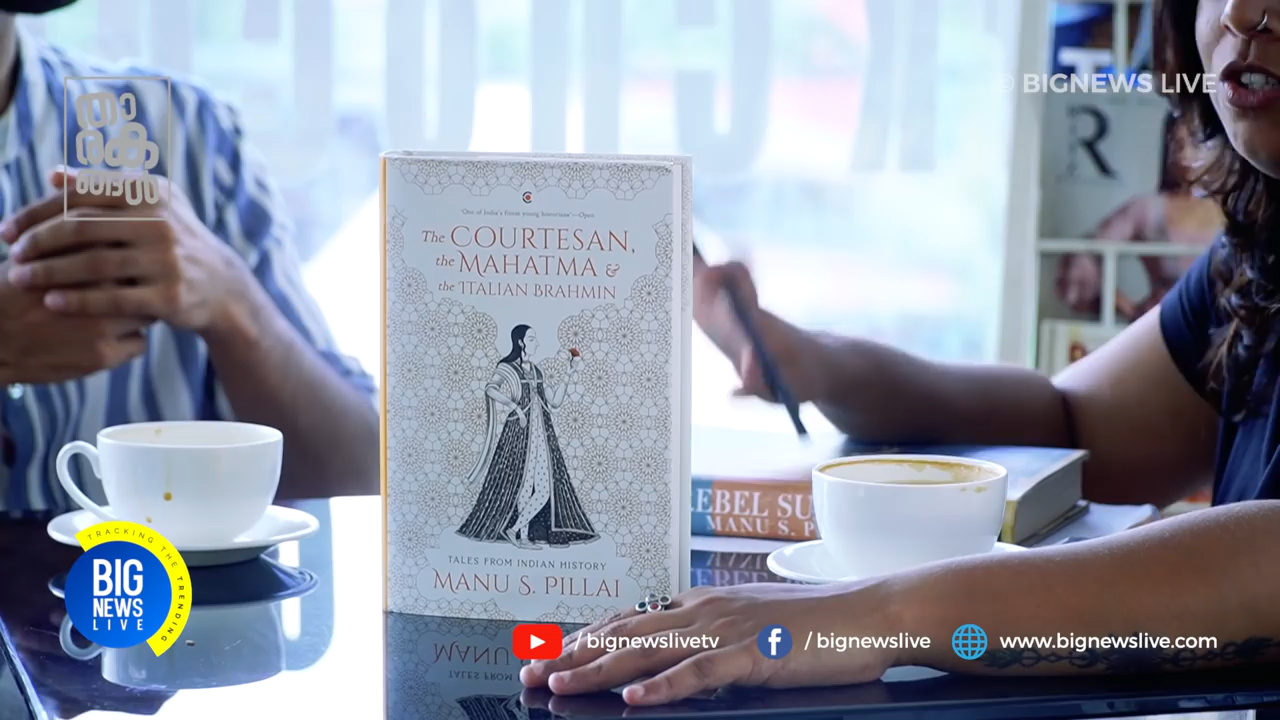 © BIGNEWS LIVE
R
'One of India's finest young historians'—Open
The COURTESAN,
the MAHATMA &
the ITALIAN BRAHMIN
TALES FROM INDIAN HISTORY
MANU S. PILLAI
EBEL SU
MANU S. P
TRACKING THE TRENDING
BIG
NEWS
LIVE
/ bignewslivetv
/ bignewslive
www.bignewslive.com